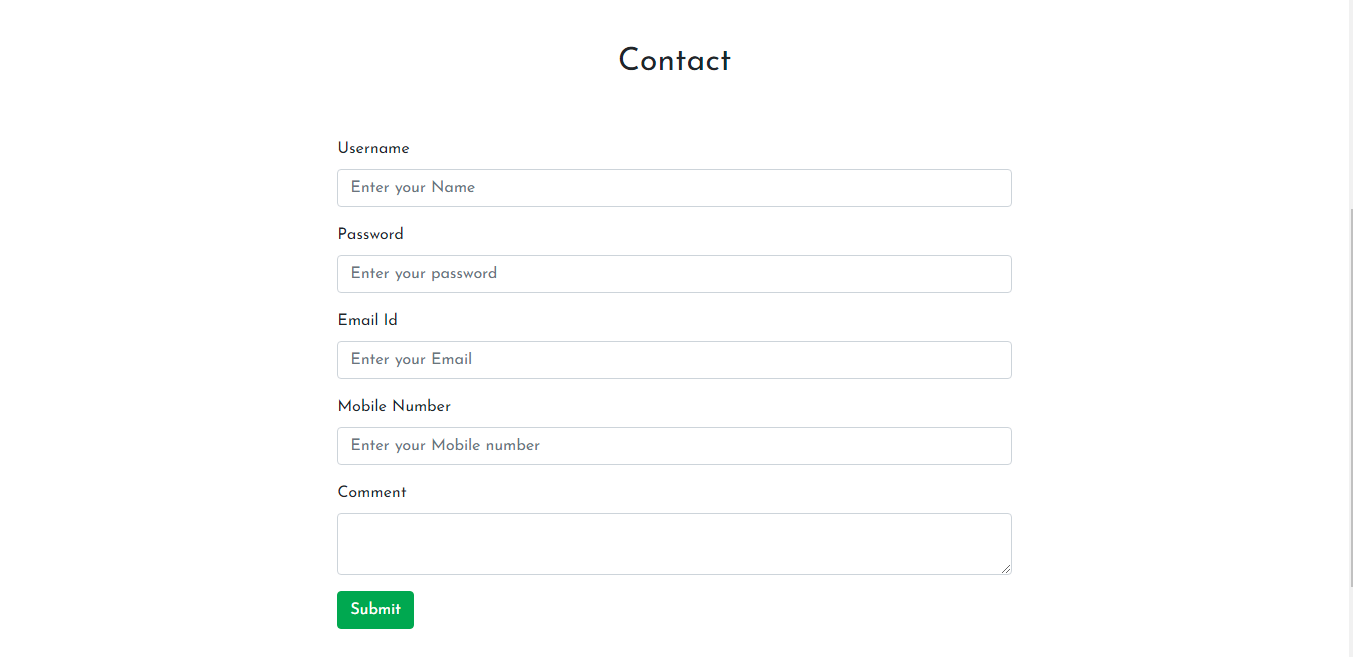 Contact
Username
Enter your Name
Password
Enter your password
Email Id
Enter your Email
Mobile Number
Enter your Mobile number
Comment
Submit